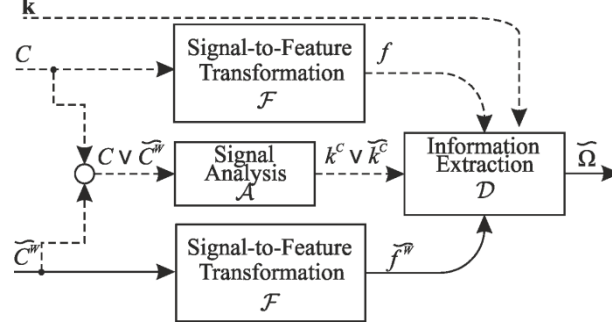 k
C
Signal-to-Feature
Transformation
ℱ
f
C ∨ C̃ᵂ
Signal
Analysis
𝒜
kᶜ ∨ k̃ᶜ
Information
Extraction
𝒟
Ω̃
C̃ᵂ
Signal-to-Feature
Transformation
ℱ
f̃ᵂ